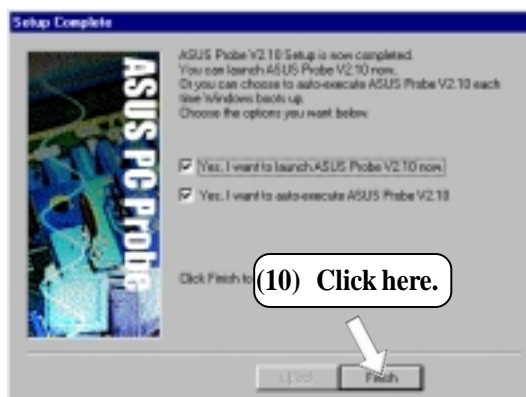 Setup Complete
ASUS PC Probe
ASUS Probe V2.10 Setup is now completed.
You can launch ASUS Probe V2.10 now.
Or you can choose to auto-execute ASUS Probe V2.10 each
time Windows boots up.
Choose the options you want below.
Yes, I want to launch ASUS Probe V2.10 now.
Yes, I want to auto-execute ASUS Probe V2.10
Click Finish to
(10) Click here.
< Back
Finish